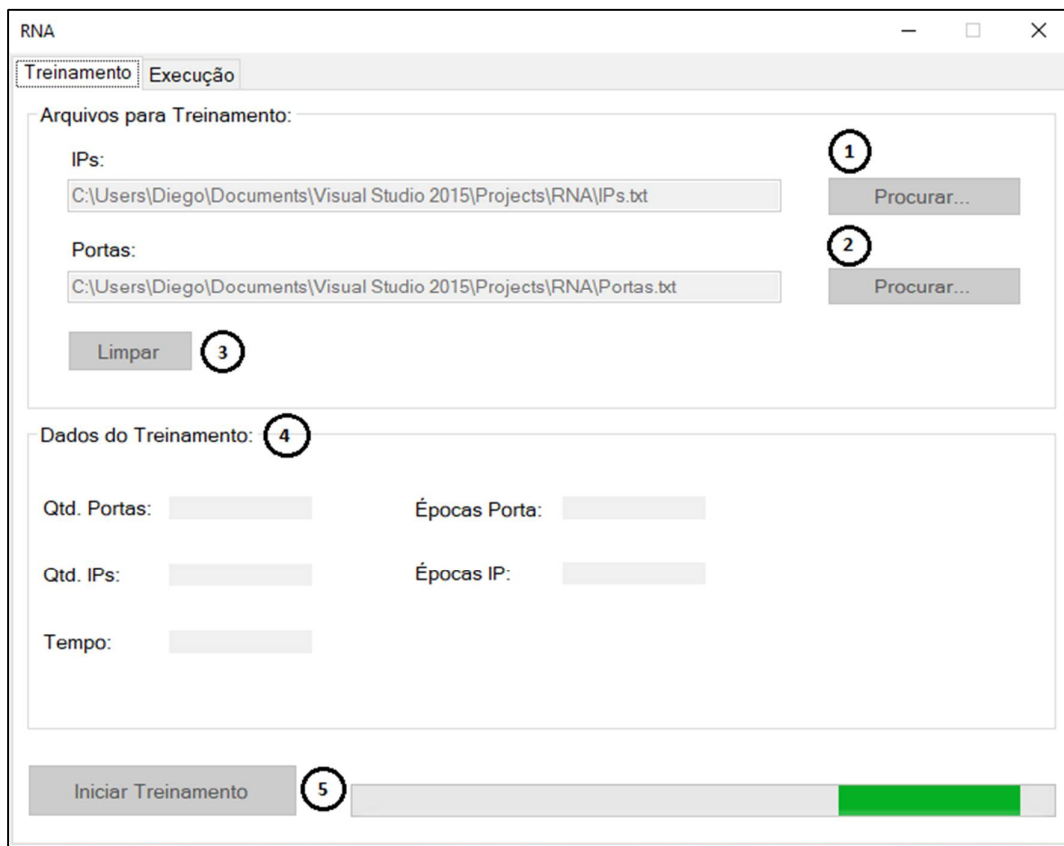 RNA
Treinamento Execução
Arquivos para Treinamento:
IPs:
1
C:\Users\Diego\Documents\Visual Studio 2015\Projects\RNA\IPs.txt Procurar...
Portas:
2
C:\Users\Diego\Documents\Visual Studio 2015\Projects\RNA\Portas.txt Procurar...
Limpar 3
Dados do Treinamento: 4
Qtd. Portas: Épocas Porta:
Qtd. IPs: Épocas IP:
Tempo:
Iniciar Treinamento 5